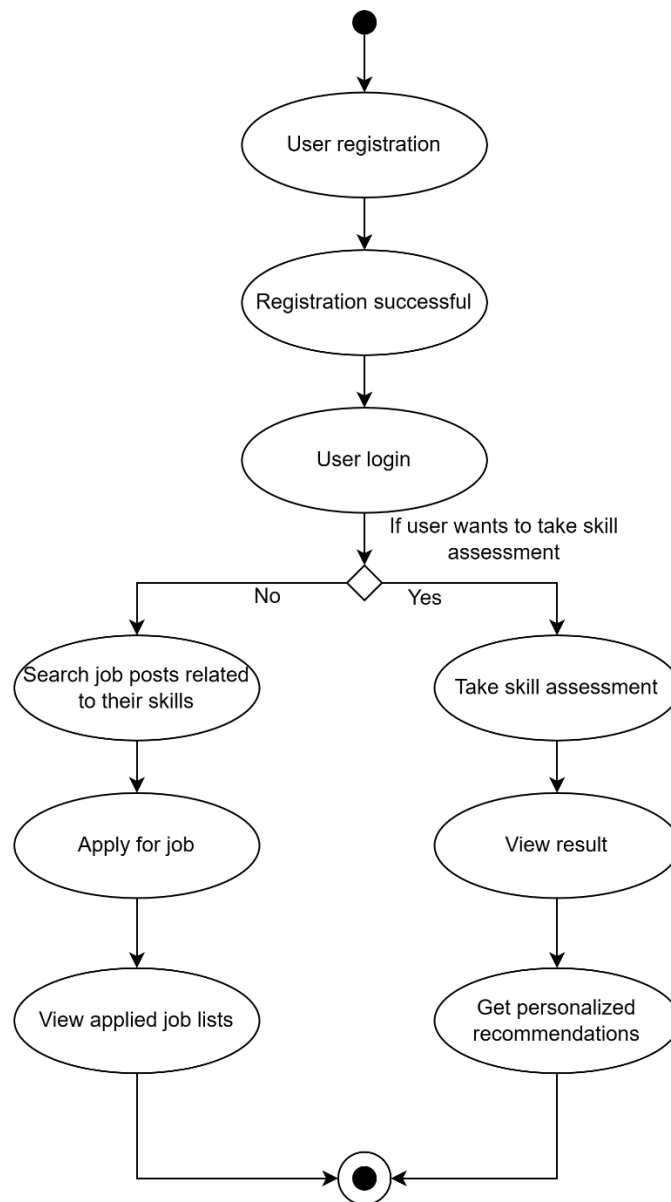 User registration
Registration successful
User login
If user wants to take skill
assessment
No
Yes
Search job posts related
to their skills
Take skill assessment
Apply for job
View result
View applied job lists
Get personalized
recommendations